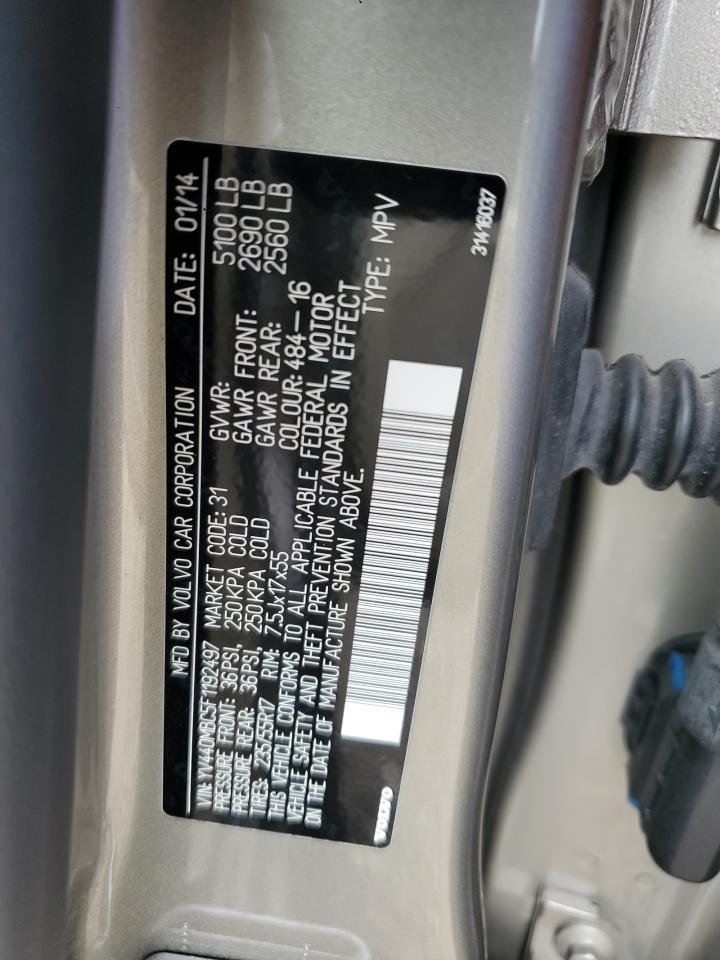 MFD BY VOLVO CAR CORPORATION DATE: 01/14
VIN: YV440MBC5F1192497 MARKET CODE: 31 GVWR: 5100 LB
PRESSURE FRONT: 36PSI, 250KPA COLD GAWR FRONT: 2690 LB
PRESSURE REAR: 36PSI, 250KPA COLD GAWR REAR: 2560 LB
TIRES: 235/55R17 RIM: 7.5Jx17x55 COLOUR: 484-16
THIS VEHICLE CONFORMS TO ALL APPLICABLE FEDERAL MOTOR
VEHICLE SAFETY AND THEFT PREVENTION STANDARDS IN EFFECT
ON THE DATE OF MANUFACTURE SHOWN ABOVE. TYPE: MPV
VOLVO 31418037